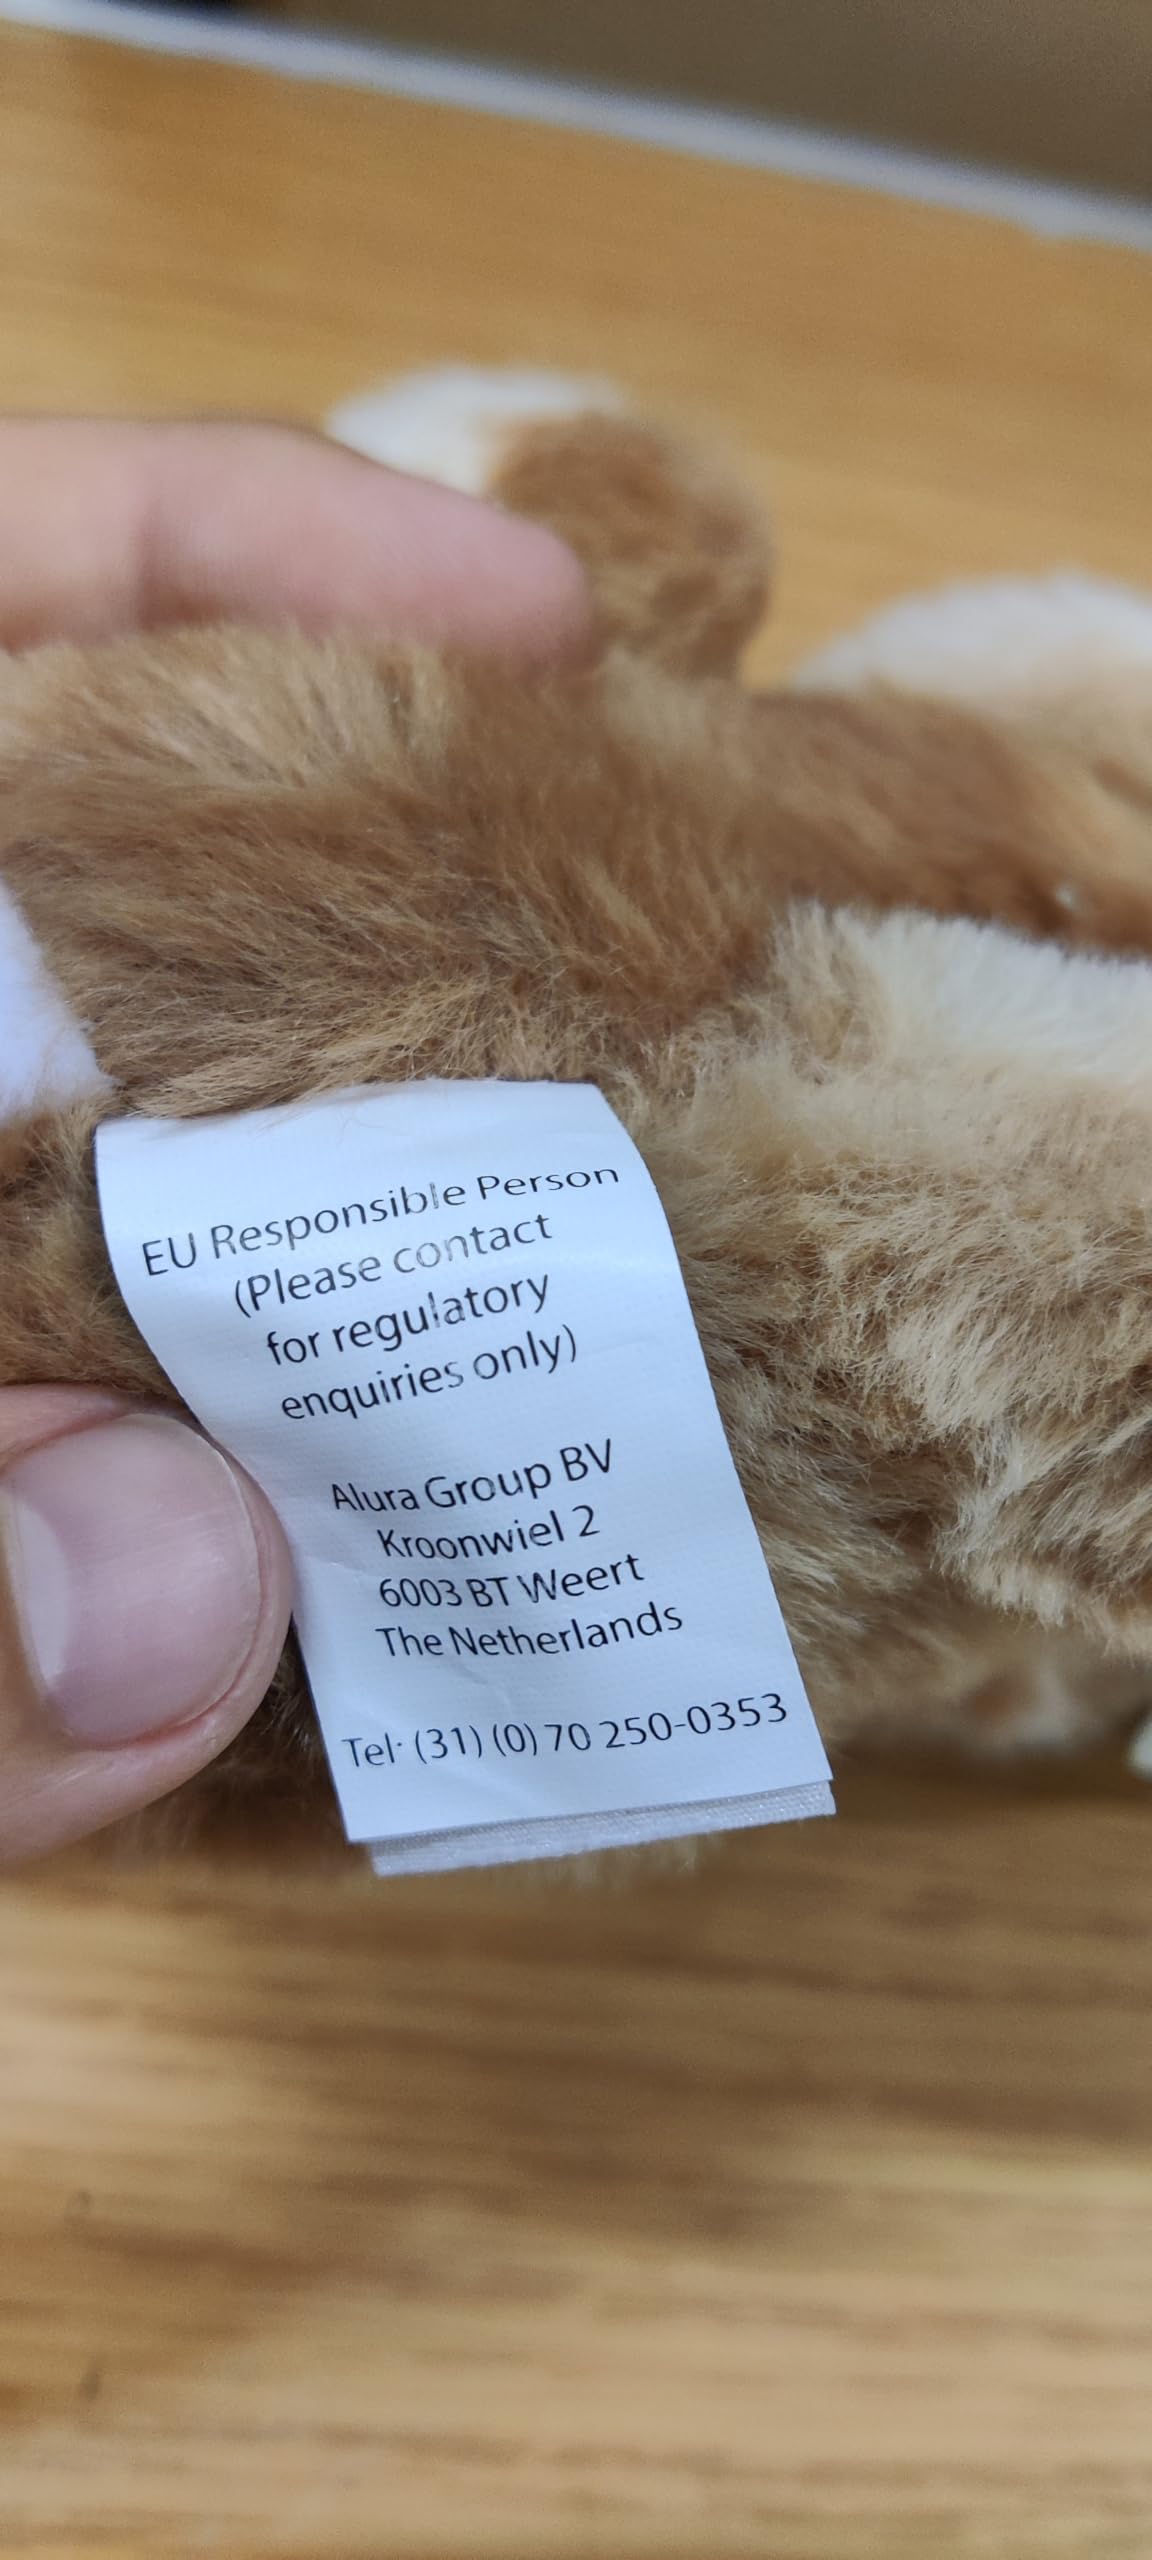 EU Responsible Person
(Please contact
for regulatory
enquiries only)
Alura Group BV
Kroonwiel 2
6003 BT Weert
The Netherlands
Tel· (31) (0) 70 250-0353